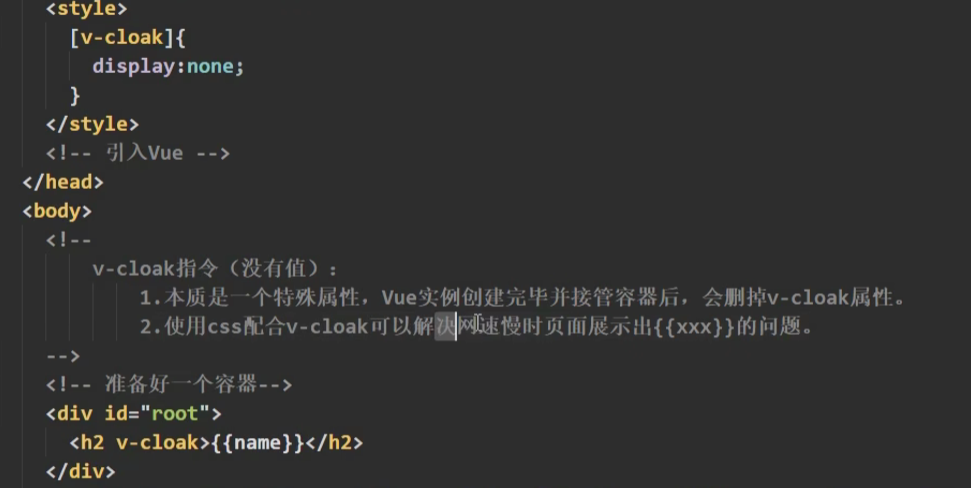 <style>
[v-cloak]{
display:none;
}
</style>
<!-- 引入Vue -->
</head>
<body>
<!--
v-cloak指令（没有值）：
1.本质是一个特殊属性，Vue实例创建完毕并接管容器后，会删掉v-cloak属性。
2.使用css配合v-cloak可以解决网速慢时页面展示出{{xxx}}的问题。
-->
<!-- 准备好一个容器-->
<div id="root">
<h2 v-cloak>{{name}}</h2>
</div>